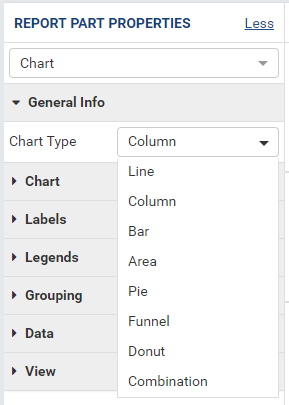 REPORT PART PROPERTIES Less
Chart
General Info
Chart Type Column
Line
Column
Bar
Area
Pie
Funnel
Donut
Combination
Chart
Labels
Legends
Grouping
Data
View